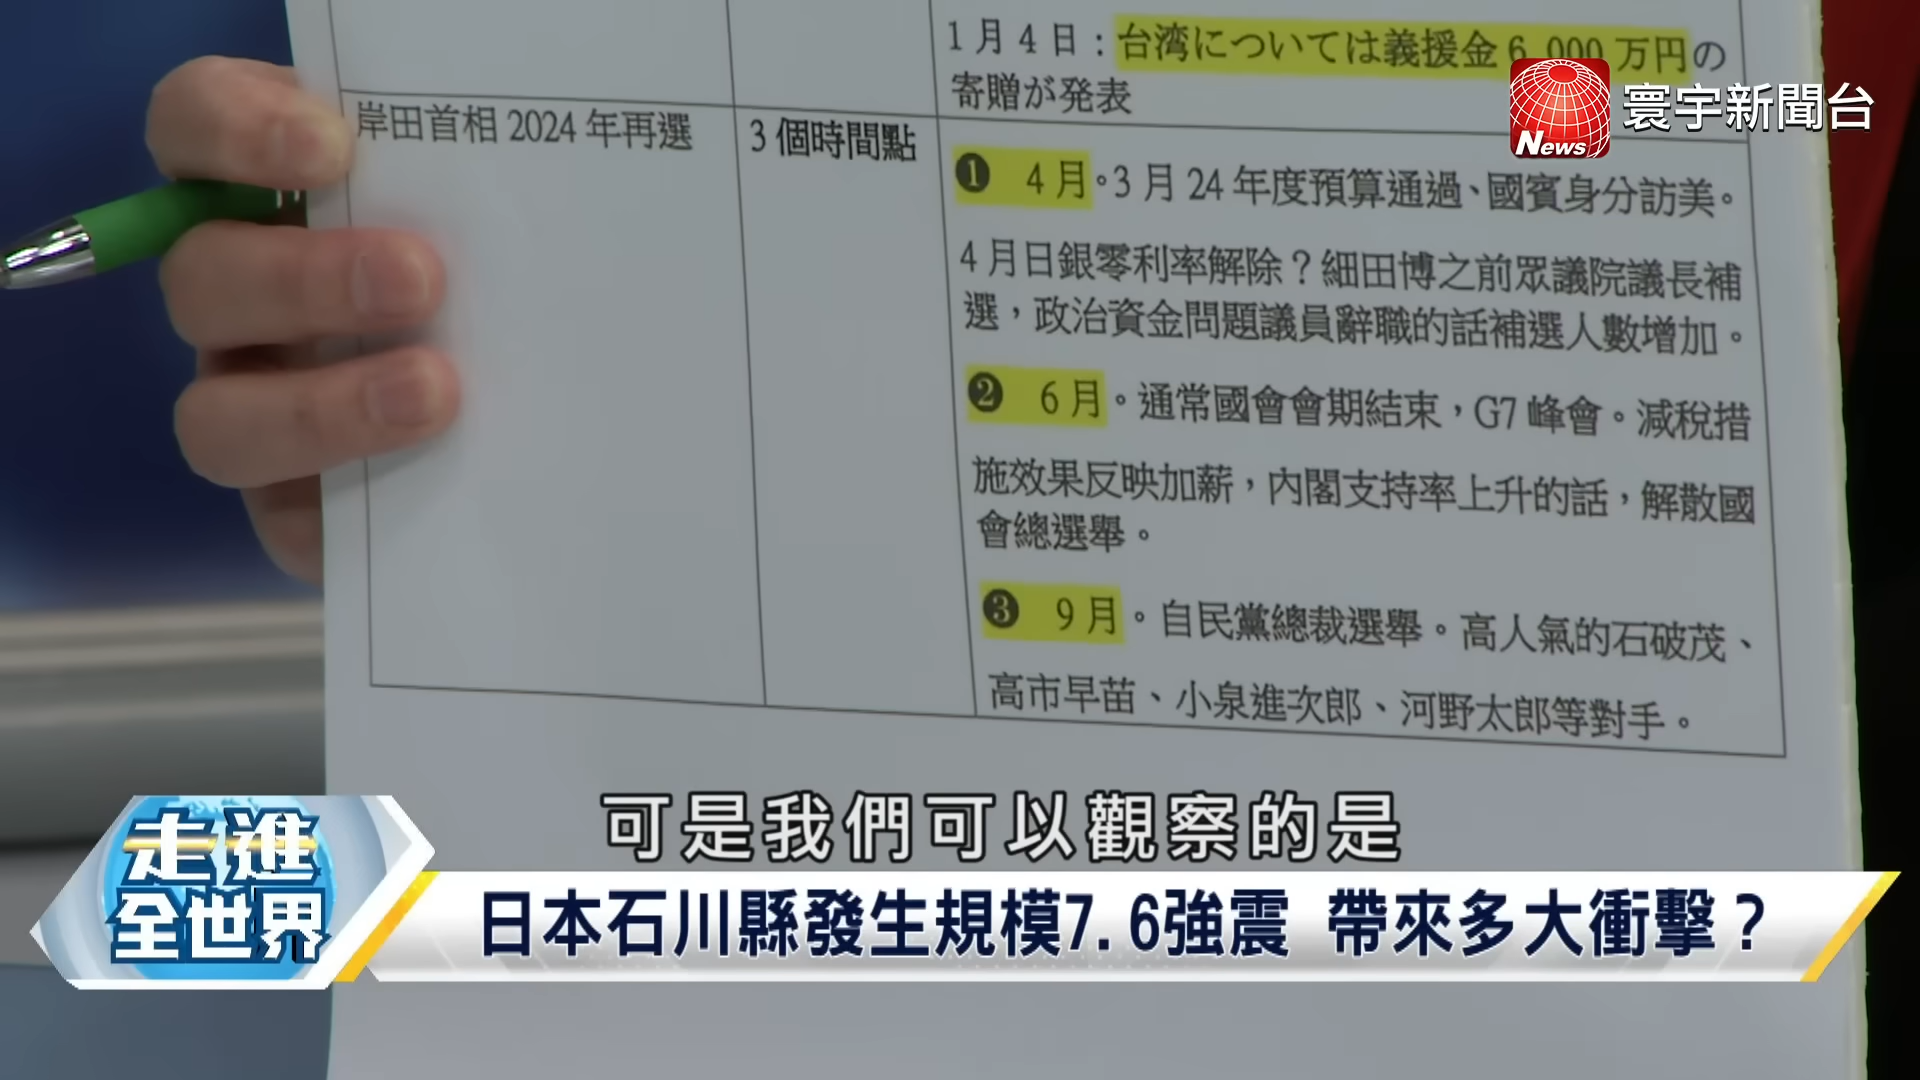 1月4日：台湾については義援金6,000万円の
寄贈が発表
岸田首相2024年再選
3個時間點
❶ 4月。3月24年度預算通過、國賓身分訪美。
4月日銀零利率解除？細田博之前眾議院議長補
選，政治資金問題議員辭職的話補選人數增加。
❷ 6月。通常國會會期結束，G7峰會。減稅措
施效果反映加薪，內閣支持率上升的話，解散國
會總選舉。
❸ 9月。自民黨總裁選舉。高人氣的石破茂、
高市早苗、小泉進次郎、河野太郎等對手。
News
寰宇新聞台
可是我們可以觀察的是
走進
全世界
日本石川縣發生規模7.6強震 帶來多大衝擊？